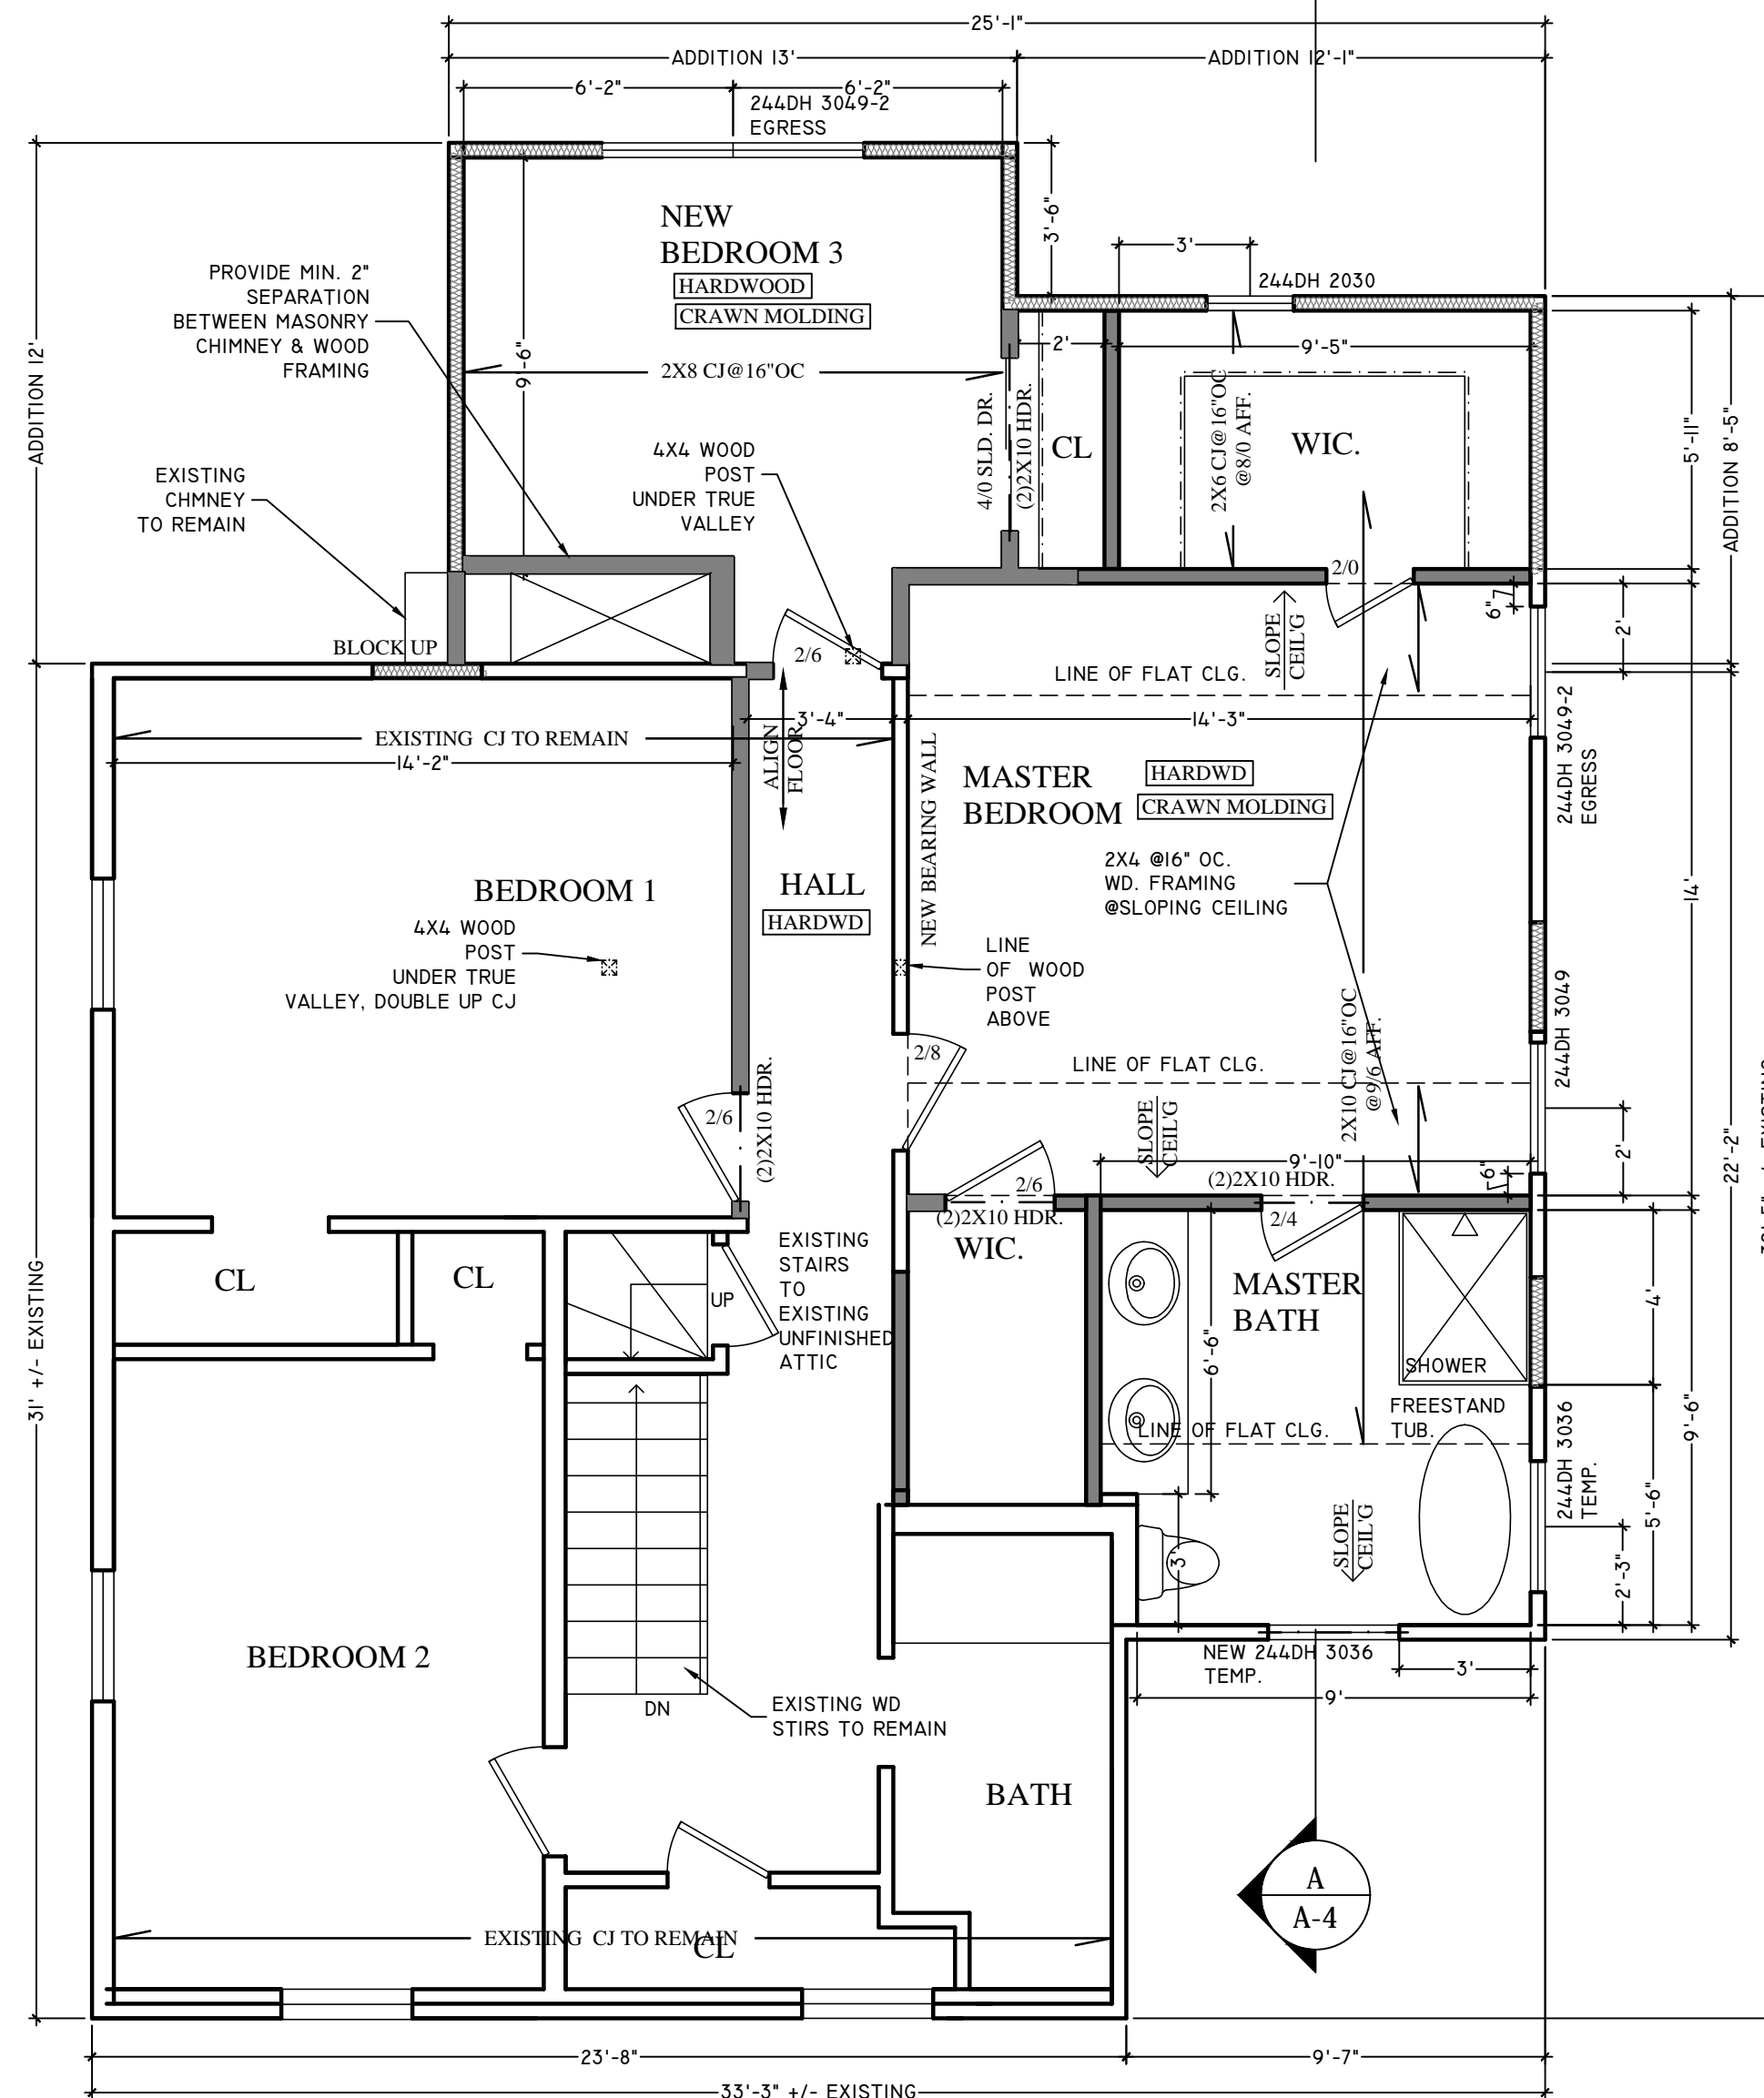 25'-1"
ADDITION 13'
ADDITION 12'-1"
6'-2"
6'-2"
244DH 3049-2
EGRESS
3'-6"
NEW
BEDROOM 3
HARDWOOD
CRAWN MOLDING
PROVIDE MIN. 2"
SEPARATION
BETWEEN MASONRY
CHIMNEY & WOOD
FRAMING
ADDITION 12'
9'-6"
2X8 CJ@16"OC
3'
244DH 2030
2'
9'-5"
4/0 SLD. DR.
(2)2X10 HDR.
CL
2X6 CJ@16"OC
@8/0 AFF.
WIC.
5'-11"
ADDITION 8'-5"
4X4 WOOD
POST
UNDER TRUE
VALLEY
EXISTING
CHMNEY
TO REMAIN
BLOCK UP
2/6
2/0
6"
2'
SLOPE
CEIL'G
LINE OF FLAT CLG.
3'-4"
14'-3"
EXISTING CJ TO REMAIN
14'-2"
ALIGN
FLOOR
NEW BEARING WALL
MASTER
BEDROOM
HARDWD
CRAWN MOLDING
244DH 3049-2
EGRESS
2X4 @16" OC.
WD. FRAMING
@SLOPING CEILING
14'
BEDROOM 1
HALL
HARDWD
4X4 WOOD
POST
UNDER TRUE
VALLEY, DOUBLE UP CJ
LINE
OF WOOD
POST
ABOVE
244DH 3049
2X10 CJ@16"OC
@9/6 AFF.
2/8
LINE OF FLAT CLG.
2/6
(2)2X10 HDR.
SLOPE
CEIL'G
2'
22'-2"
9'-10"
(2)2X10 HDR.
6"
2/6
(2)2X10 HDR.
2/4
WIC.
EXISTING
STAIRS
TO
EXISTING
UNFINISHED
ATTIC
UP
CL
CL
MASTER
BATH
6'-6"
4'
SHOWER
31' +/- EXISTING
FREESTAND
TUB.
LINE OF FLAT CLG.
244DH 3036
TEMP.
9'-6"
5'-6"
SLOPE
CEIL'G
3'
2'-3"
BEDROOM 2
NEW 244DH 3036
TEMP.
3'
9'
DN
EXISTING WD
STIRS TO REMAIN
BATH
A
A-4
EXISTING CJ TO REMAIN
CL
23'-8"
9'-7"
33'-3" +/- EXISTING